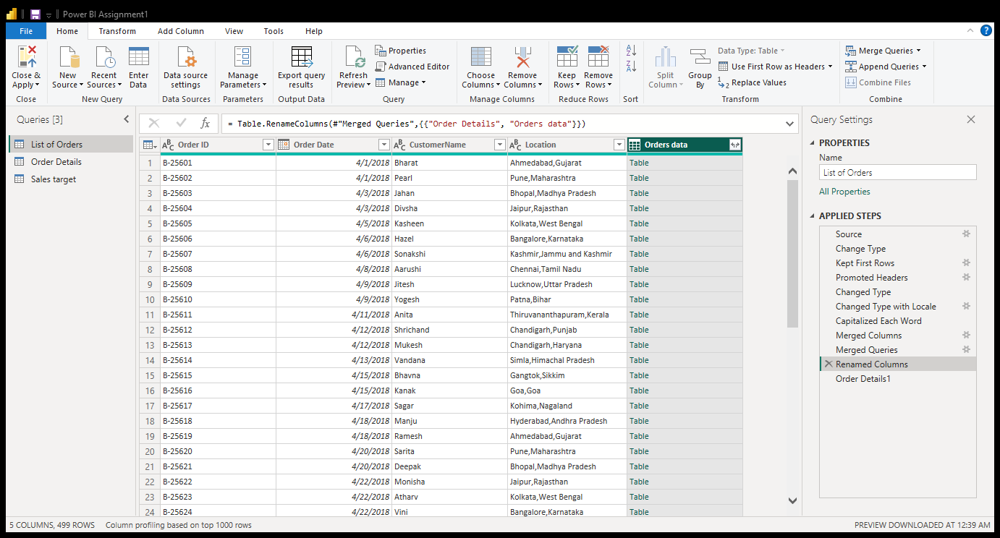 Power BI Assignment1
File Home Transform Add Column View Tools Help
Close & Apply
New Source
Recent Sources
Enter Data
Data source settings
Manage Parameters
Export query results
Refresh Preview
Properties
Advanced Editor
Manage
Choose Columns
Remove Columns
Keep Rows
Remove Rows
Split Column
Group By
Data Type: Table
Use First Row as Headers
Replace Values
Merge Queries
Append Queries
Combine Files
Close New Query Data Sources Parameters Output Data Query Manage Columns Reduce Rows Sort Transform Combine
Queries [3]
List of Orders
Order Details
Sales target
fx = Table.RenameColumns(#"Merged Queries",{{"Order Details", "Orders data"}})
Order ID Order Date CustomerName Location Orders data
1 B-25601 4/1/2018 Bharat Ahmedabad,Gujarat Table
2 B-25602 4/1/2018 Pearl Pune,Maharashtra Table
3 B-25603 4/3/2018 Jahan Bhopal,Madhya Pradesh Table
4 B-25604 4/3/2018 Divsha Jaipur,Rajasthan Table
5 B-25605 4/5/2018 Kasheen Kolkata,West Bengal Table
6 B-25606 4/6/2018 Hazel Bangalore,Karnataka Table
7 B-25607 4/6/2018 Sonakshi Kashmir,Jammu and Kashmir Table
8 B-25608 4/8/2018 Aarushi Chennai,Tamil Nadu Table
9 B-25609 4/9/2018 Jitesh Lucknow,Uttar Pradesh Table
10 B-25610 4/9/2018 Yogesh Patna,Bihar Table
11 B-25611 4/11/2018 Anita Thiruvananthapuram,Kerala Table
12 B-25612 4/12/2018 Shrichand Chandigarh,Punjab Table
13 B-25613 4/12/2018 Mukesh Chandigarh,Haryana Table
14 B-25614 4/13/2018 Vandana Simla,Himachal Pradesh Table
15 B-25615 4/15/2018 Bhavna Gangtok,Sikkim Table
16 B-25616 4/15/2018 Kanak Goa,Goa Table
17 B-25617 4/17/2018 Sagar Kohima,Nagaland Table
18 B-25618 4/18/2018 Manju Hyderabad,Andhra Pradesh Table
19 B-25619 4/18/2018 Ramesh Ahmedabad,Gujarat Table
20 B-25620 4/20/2018 Sarita Pune,Maharashtra Table
21 B-25621 4/20/2018 Deepak Bhopal,Madhya Pradesh Table
22 B-25622 4/22/2018 Monisha Jaipur,Rajasthan Table
23 B-25623 4/22/2018 Atharv Kolkata,West Bengal Table
24 B-25624 4/22/2018 Vini Bangalore,Karnataka Table
Query Settings
PROPERTIES
Name
List of Orders
All Properties
APPLIED STEPS
Source
Change Type
Kept First Rows
Promoted Headers
Changed Type
Changed Type with Locale
Capitalized Each Word
Merged Columns
Merged Queries
Renamed Columns
Order Details1
5 COLUMNS, 499 ROWS Column profiling based on top 1000 rows PREVIEW DOWNLOADED AT 12:39 AM